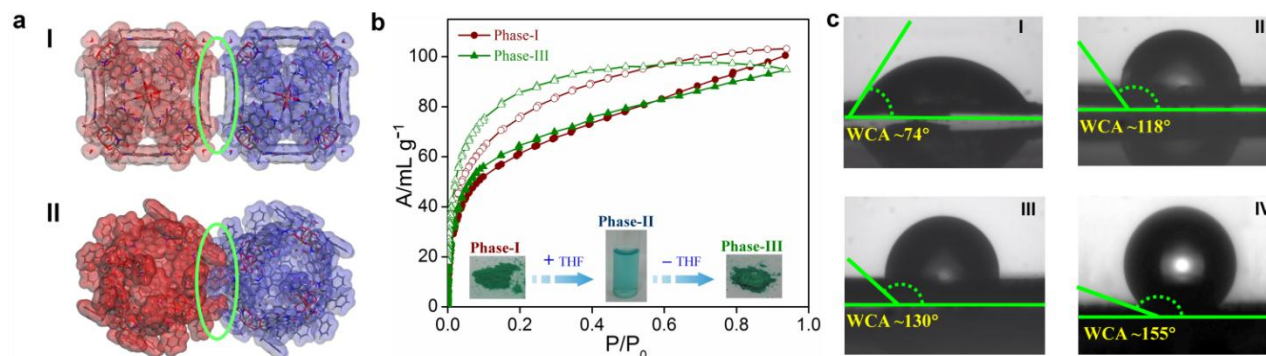 a
I
II
b
Phase-I
Phase-III
A/mL g⁻¹
100
80
60
40
20
0
0.0
0.2
0.4
0.6
0.8
1.0
P/P₀
Phase-I
+ THF
Phase-II
− THF
Phase-III
c
I
WCA ~74°
II
WCA ~118°
III
WCA ~130°
IV
WCA ~155°